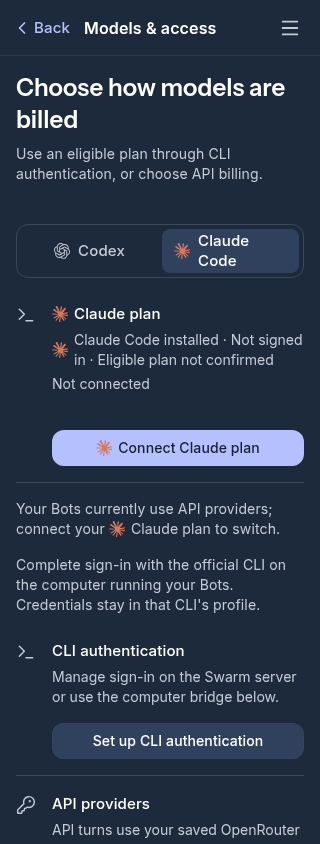 Back Models & access
Choose how models are
billed
Use an eligible plan through CLI
authentication, or choose API billing.
Codex
Claude
Code
Claude plan
Claude Code installed · Not signed
in · Eligible plan not confirmed
Not connected
Connect Claude plan
Your Bots currently use API providers;
connect your Claude plan to switch.
Complete sign-in with the official CLI on
the computer running your Bots.
Credentials stay in that CLI's profile.
CLI authentication
Manage sign-in on the Swarm server
or use the computer bridge below.
Set up CLI authentication
API providers
API turns use your saved OpenRouter